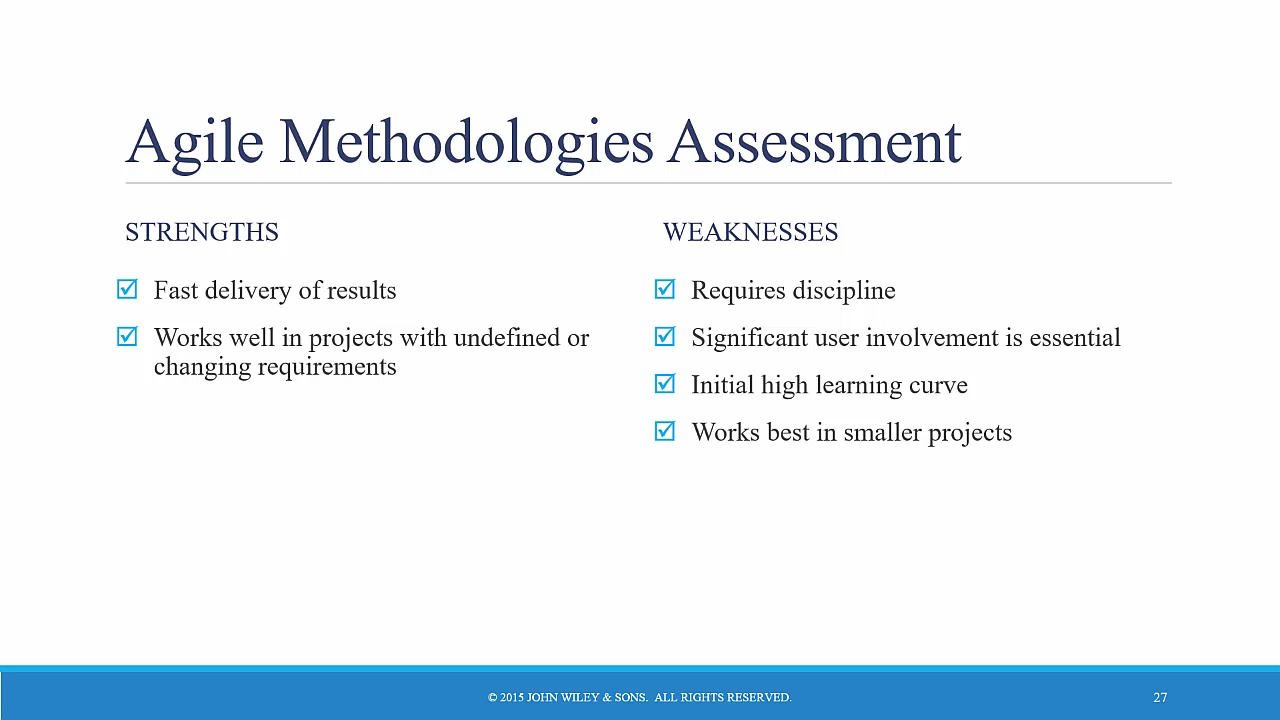 Agile Methodologies Assessment
STRENGTHS
Fast delivery of results
Works well in projects with undefined or
changing requirements
WEAKNESSES
Requires discipline
Significant user involvement is essential
Initial high learning curve
Works best in smaller projects
© 2015 JOHN WILEY & SONS. ALL RIGHTS RESERVED.
27